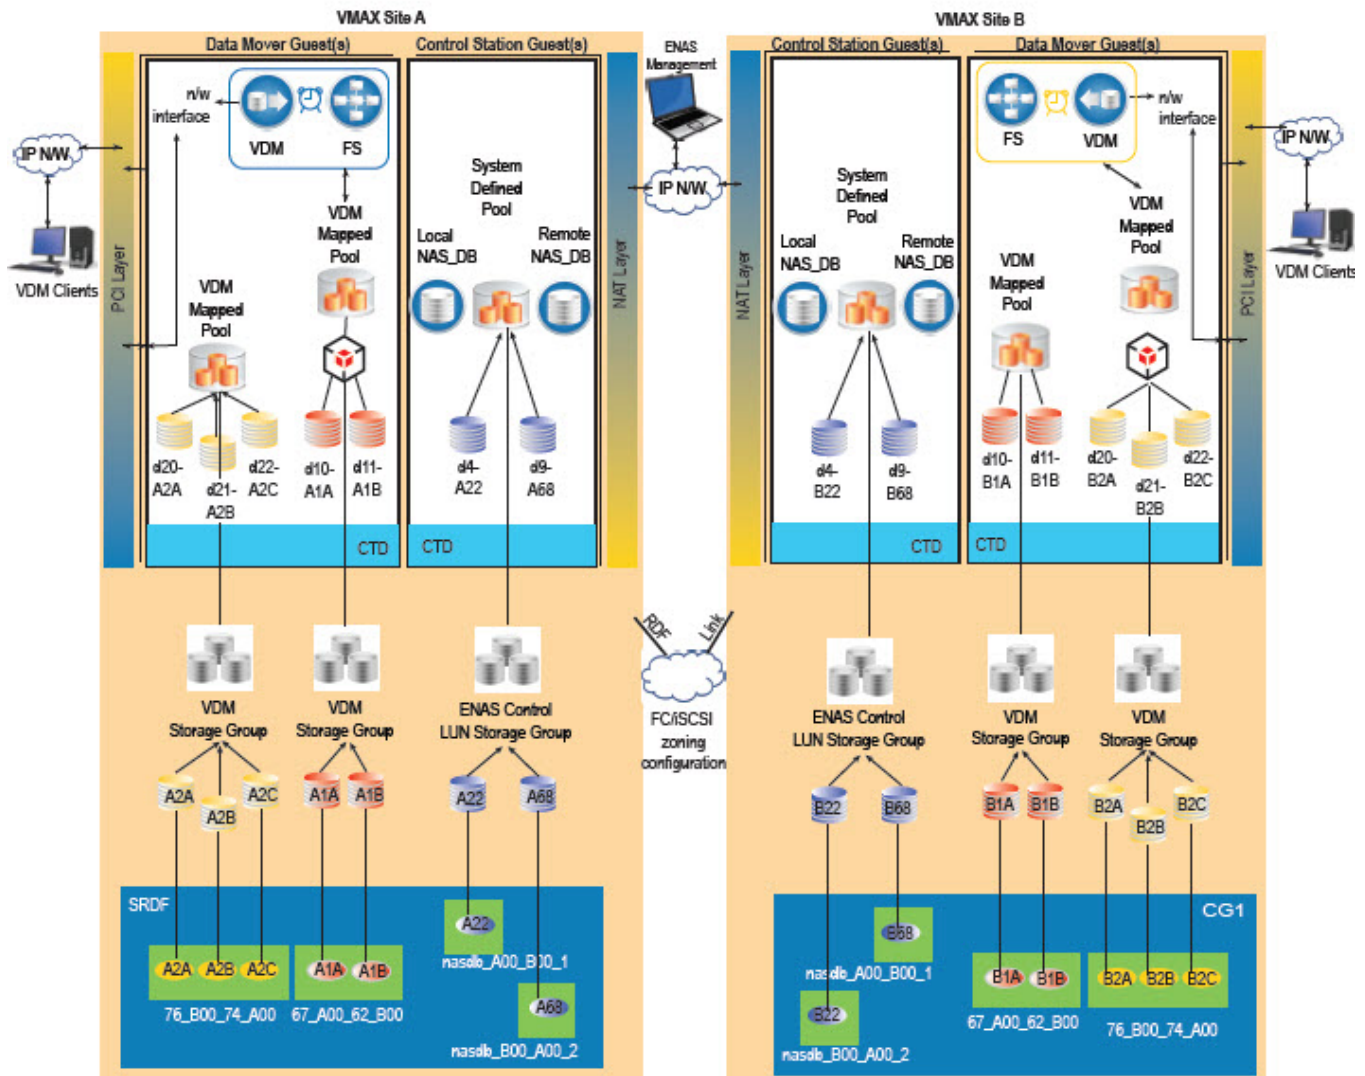 VMAX Site A
VMAX Site B
Data Mover Guest(s)
Control Station Guest(s)
ENAS
Management
Control Station Guest(s)
Data Mover Guest(s)
n/w
interface
VDM
FS
FS
VDM
n/w
interface
IP N/W
IP N/W
IP N/W
VDM Clients
VDM Clients
PCI Layer
NAT Layer
NAT Layer
PCI Layer
System
Defined
Pool
Local
NAS_DB
Remote
NAS_DB
VDM
Mapped
Pool
VDM
Mapped
Pool
System
Defined
Pool
Local
NAS_DB
Remote
NAS_DB
VDM
Mapped
Pool
VDM
Mapped
Pool
d20-
A2A
d21-
A2B
d22-
A2C
d10-
A1A
d11-
A1B
d4-
A22
d9-
A68
d4-
B22
d9-
B68
d10-
B1A
d11-
B1B
d20-
B2A
d21-
B2B
d22-
B2C
CTD
CTD
CTD
CTD
RDF
Link
FC/iSCSI
zoning
configuration
VDM
Storage Group
VDM
Storage Group
ENAS Control
LUN Storage Group
ENAS Control
LUN Storage Group
VDM
Storage Group
VDM
Storage Group
A2A
A2B
A2C
A1A
A1B
A22
A68
B22
B68
B1A
B1B
B2A
B2B
B2C
SRDF
CG1
A2A
A2B
A2C
76_B00_74_A00
A1A
A1B
67_A00_62_B00
A22
nasdb_A00_B00_1
A68
nasdb_B00_A00_2
B68
nasdb_A00_B00_1
B22
nasdb_B00_A00_2
B1A
B1B
67_A00_62_B00
B2A
B2B
B2C
76_B00_74_A00